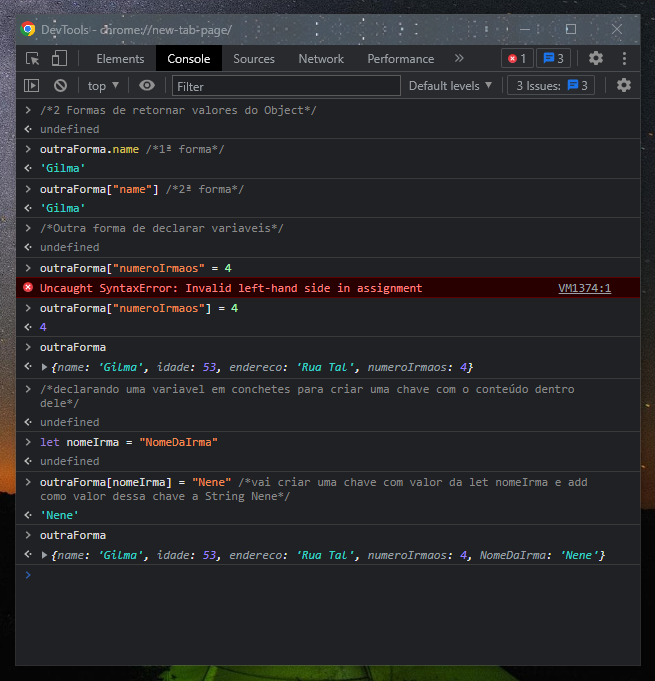 DevTools - chrome://new-tab-page/
Elements Console Sources Network Performance » 1 3
top ▼ Filter Default levels ▼ 3 Issues: 3
/*2 Formas de retornar valores do Object*/
undefined
outraForma.name /*1ª forma*/
'Gilma'
outraForma["name"] /*2ª forma*/
'Gilma'
/*Outra forma de declarar variaveis*/
undefined
outraForma["numeroIrmaos" = 4
Uncaught SyntaxError: Invalid left-hand side in assignment VM1374:1
outraForma["numeroIrmaos"] = 4
4
outraForma
{name: 'Gilma', idade: 53, endereco: 'Rua Tal', numeroIrmaos: 4}
/*declarando uma variavel em conchetes para criar uma chave com o conteúdo dentro
dele*/
undefined
let nomeIrma = "NomeDaIrma"
undefined
outraForma[nomeIrma] = "Nene" /*vai criar uma chave com valor da let nomeIrma e add
como valor dessa chave a String Nene*/
'Nene'
outraForma
{name: 'Gilma', idade: 53, endereco: 'Rua Tal', numeroIrmaos: 4, NomeDaIrma: 'Nene'}